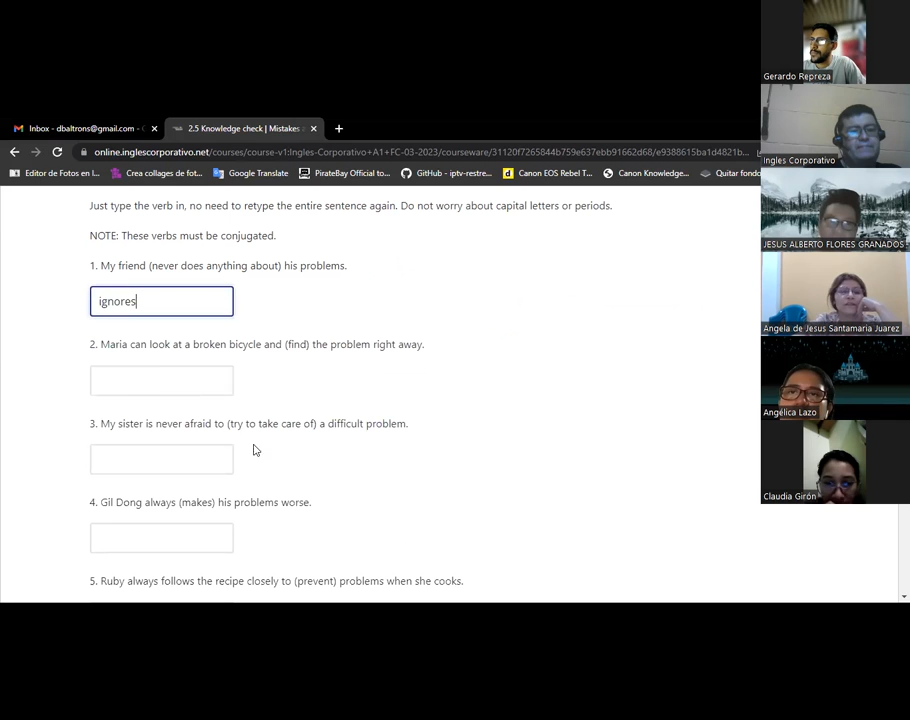 Inbox - dbaltrons@gmail.com -
2.5 Knowledge check | Mistakes
online.inglescorporativo.net/courses/course-v1:Ingles-Corporativo+A1+FC-03-2023/courseware/31120f7265844b759e637ebb91662d68/e9388615ba1d4821b...
Editor de Fotos en l... Crea collages de fot... Google Translate PirateBay Official to... GitHub - iptv-restre... Canon EOS Rebel T... Canon Knowledge... Quitar fondo
Just type the verb in, no need to retype the entire sentence again. Do not worry about capital letters or periods.
NOTE: These verbs must be conjugated.
1. My friend (never does anything about) his problems.
ignores
2. Maria can look at a broken bicycle and (find) the problem right away.
3. My sister is never afraid to (try to take care of) a difficult problem.
4. Gil Dong always (makes) his problems worse.
5. Ruby always follows the recipe closely to (prevent) problems when she cooks.
Gerardo Repreza
Ingles Corporativo
JESUS ALBERTO FLORES GRANADOS
Angela de Jesus Santamaria Juarez
Angélica Lazo
Claudia Girón